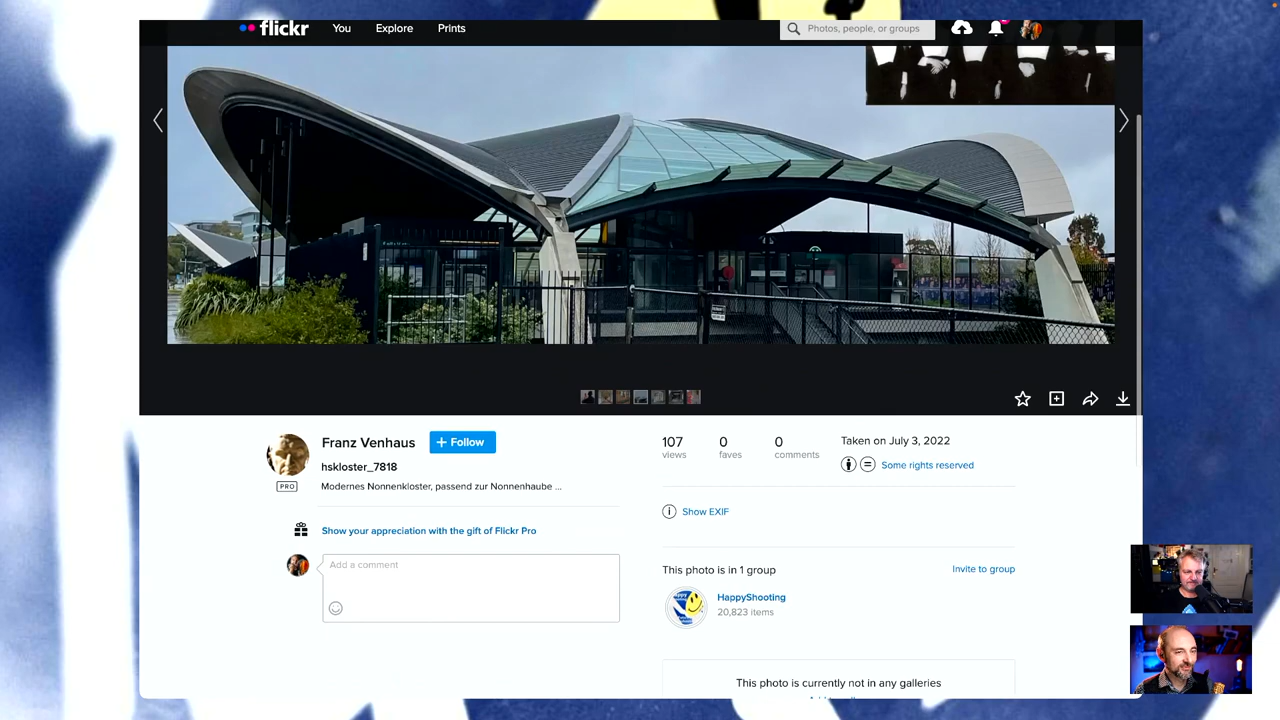 flickr
You
Explore
Prints
Photos, people, or groups
Franz Venhaus
+ Follow
hskloster_7818
PRO
Modernes Nonnenkloster, passend zur Nonnenhaube ...
Show your appreciation with the gift of Flickr Pro
Add a comment
107
views
0
faves
0
comments
Taken on July 3, 2022
Some rights reserved
Show EXIF
This photo is in 1 group
Invite to group
HappyShooting
20,823 items
This photo is currently not in any galleries